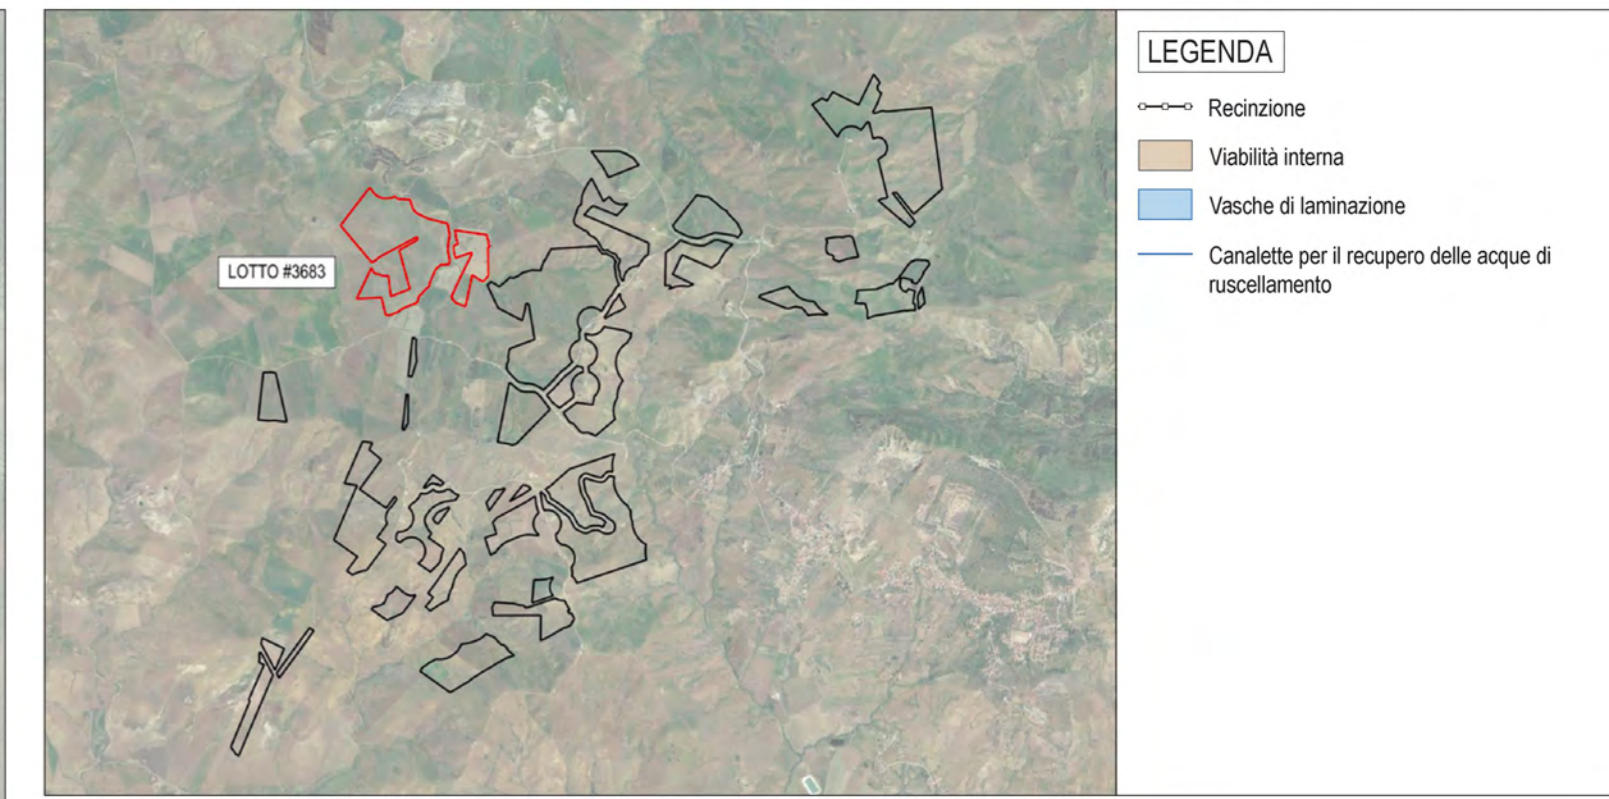 LOTTO #3683
LEGENDA
Recinzione
Viabilità interna
Vasche di laminazione
Canalette per il recupero delle acque di
ruscellamento